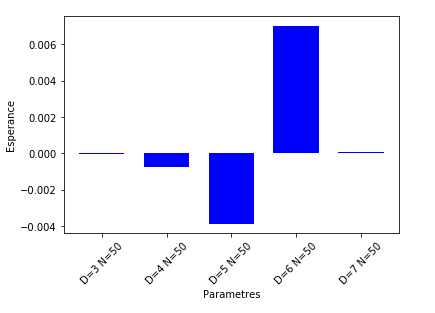 0.006
0.004
0.002
0.000
−0.002
−0.004
Esperance
D=3 N=50
D=4 N=50
D=5 N=50
D=6 N=50
D=7 N=50
Parametres